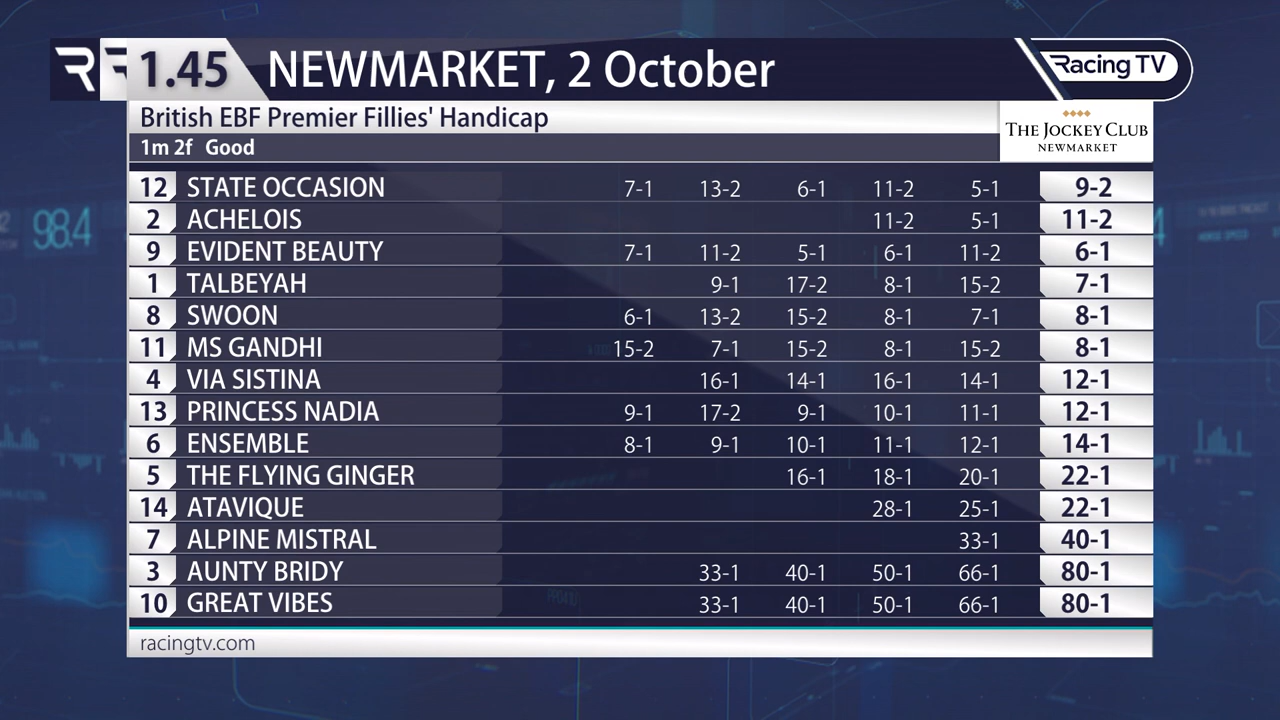 1.45 NEWMARKET, 2 October Racing TV
British EBF Premier Fillies' Handicap
1m 2f Good
THE JOCKEY CLUB
NEWMARKET
12 STATE OCCASION 7-1 13-2 6-1 11-2 5-1 9-2
2 ACHELOIS 11-2 5-1 11-2
9 EVIDENT BEAUTY 7-1 11-2 5-1 6-1 11-2 6-1
1 TALBEYAH 9-1 17-2 8-1 15-2 7-1
8 SWOON 6-1 13-2 15-2 8-1 7-1 8-1
11 MS GANDHI 15-2 7-1 15-2 8-1 15-2 8-1
4 VIA SISTINA 16-1 14-1 16-1 14-1 12-1
13 PRINCESS NADIA 9-1 17-2 9-1 10-1 11-1 12-1
6 ENSEMBLE 8-1 9-1 10-1 11-1 12-1 14-1
5 THE FLYING GINGER 16-1 18-1 20-1 22-1
14 ATAVIQUE 28-1 25-1 22-1
7 ALPINE MISTRAL 33-1 40-1
3 AUNTY BRIDY 33-1 40-1 50-1 66-1 80-1
10 GREAT VIBES 33-1 40-1 50-1 66-1 80-1
racingtv.com
98.4